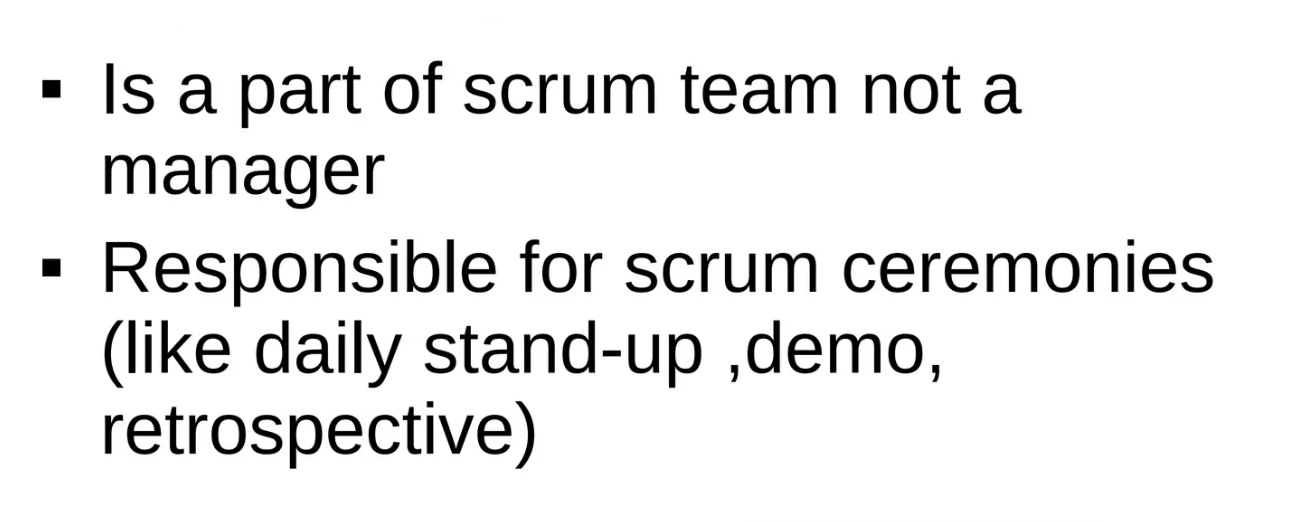 ▪ Is a part of scrum team not a
manager
▪ Responsible for scrum ceremonies
(like daily stand-up ,demo,
retrospective)